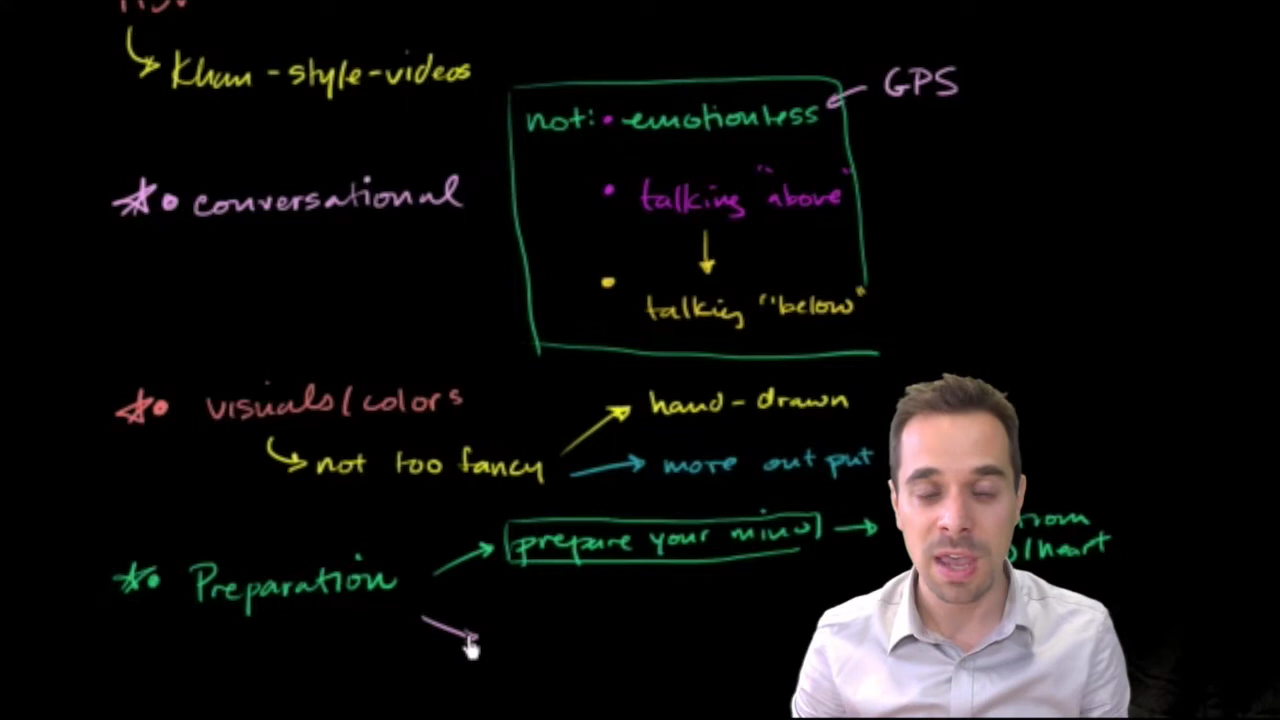 Khan-style-videos
GPS
not: • emotionless
• conversational
• talking "above"
• talking "below"
• visuals/colors
hand-drawn
not too fancy
more output
prepare your mind
• Preparation
/heart